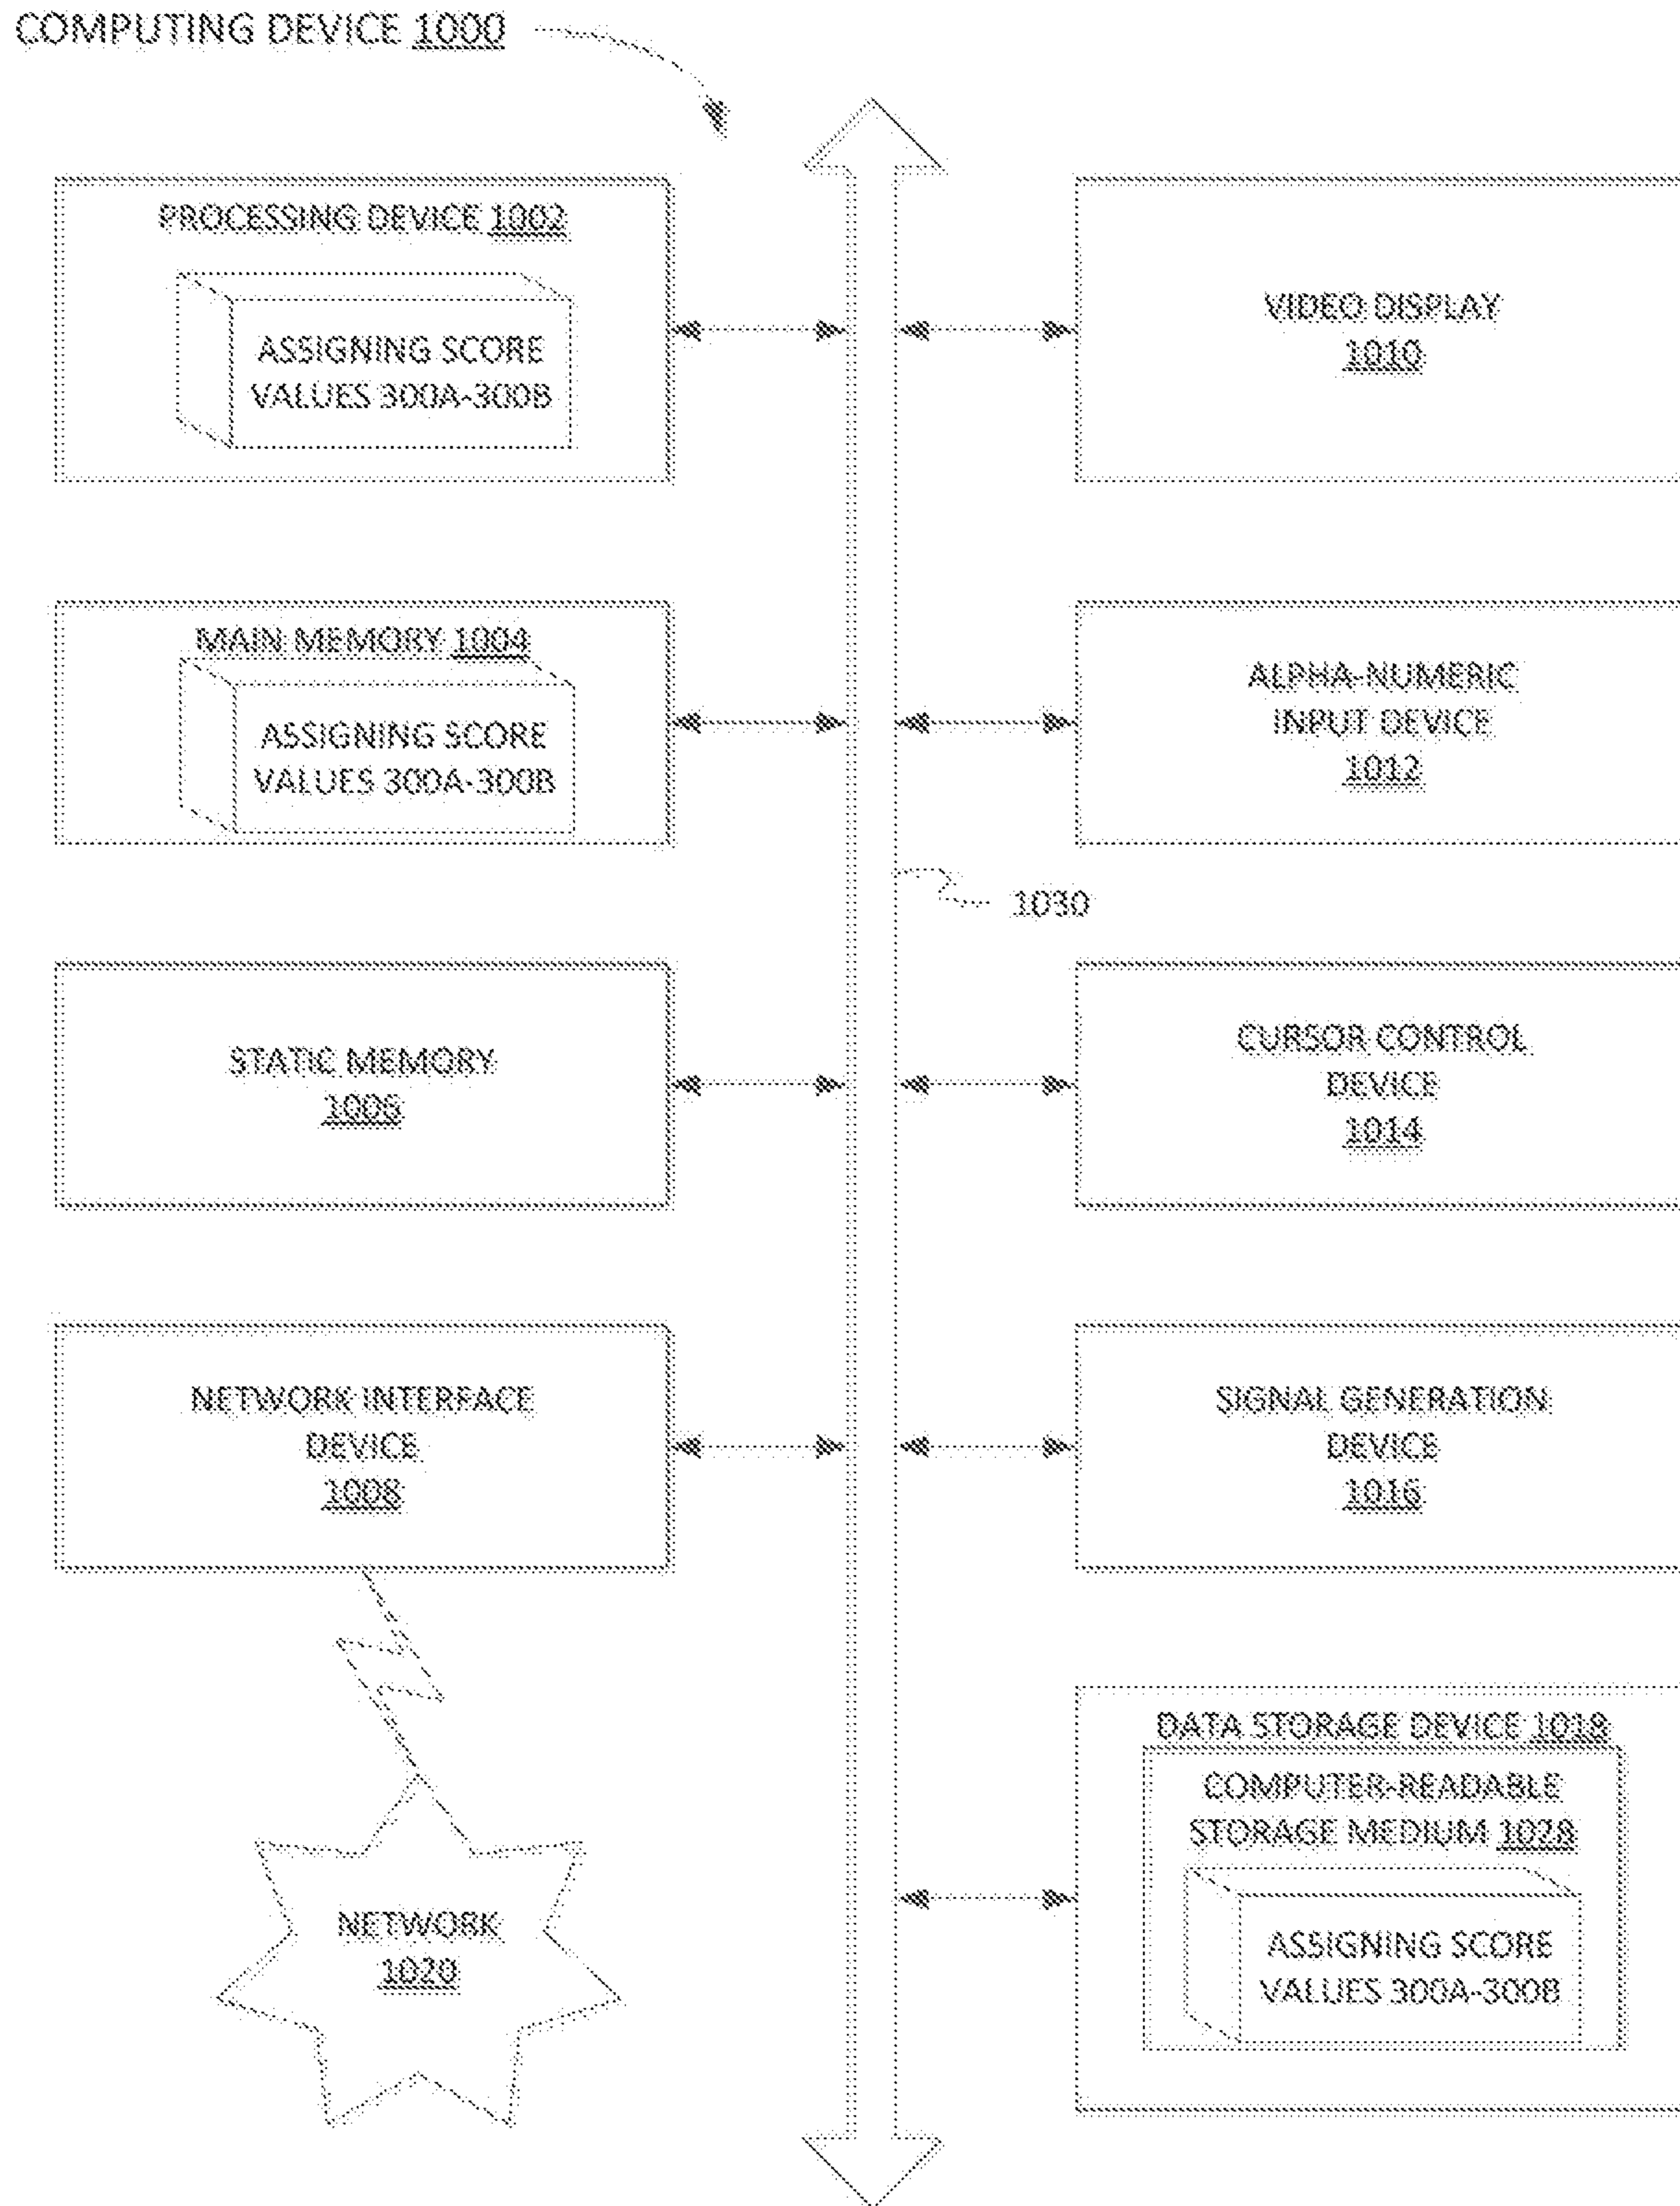 COMPUTING DEVICE 1000
PROCESSING DEVICE 1002
ASSIGNING SCORE
VALUES 300A-300B
VIDEO DISPLAY
1010
MAIN MEMORY 1004
ASSIGNING SCORE
VALUES 300A-300B
ALPHA-NUMERIC
INPUT DEVICE
1012
1030
STATIC MEMORY
1006
CURSOR CONTROL
DEVICE
1014
NETWORK INTERFACE
DEVICE
1008
SIGNAL GENERATION
DEVICE
1016
NETWORK
1020
DATA STORAGE DEVICE 1018
COMPUTER-READABLE
STORAGE MEDIUM 1028
ASSIGNING SCORE
VALUES 300A-300B